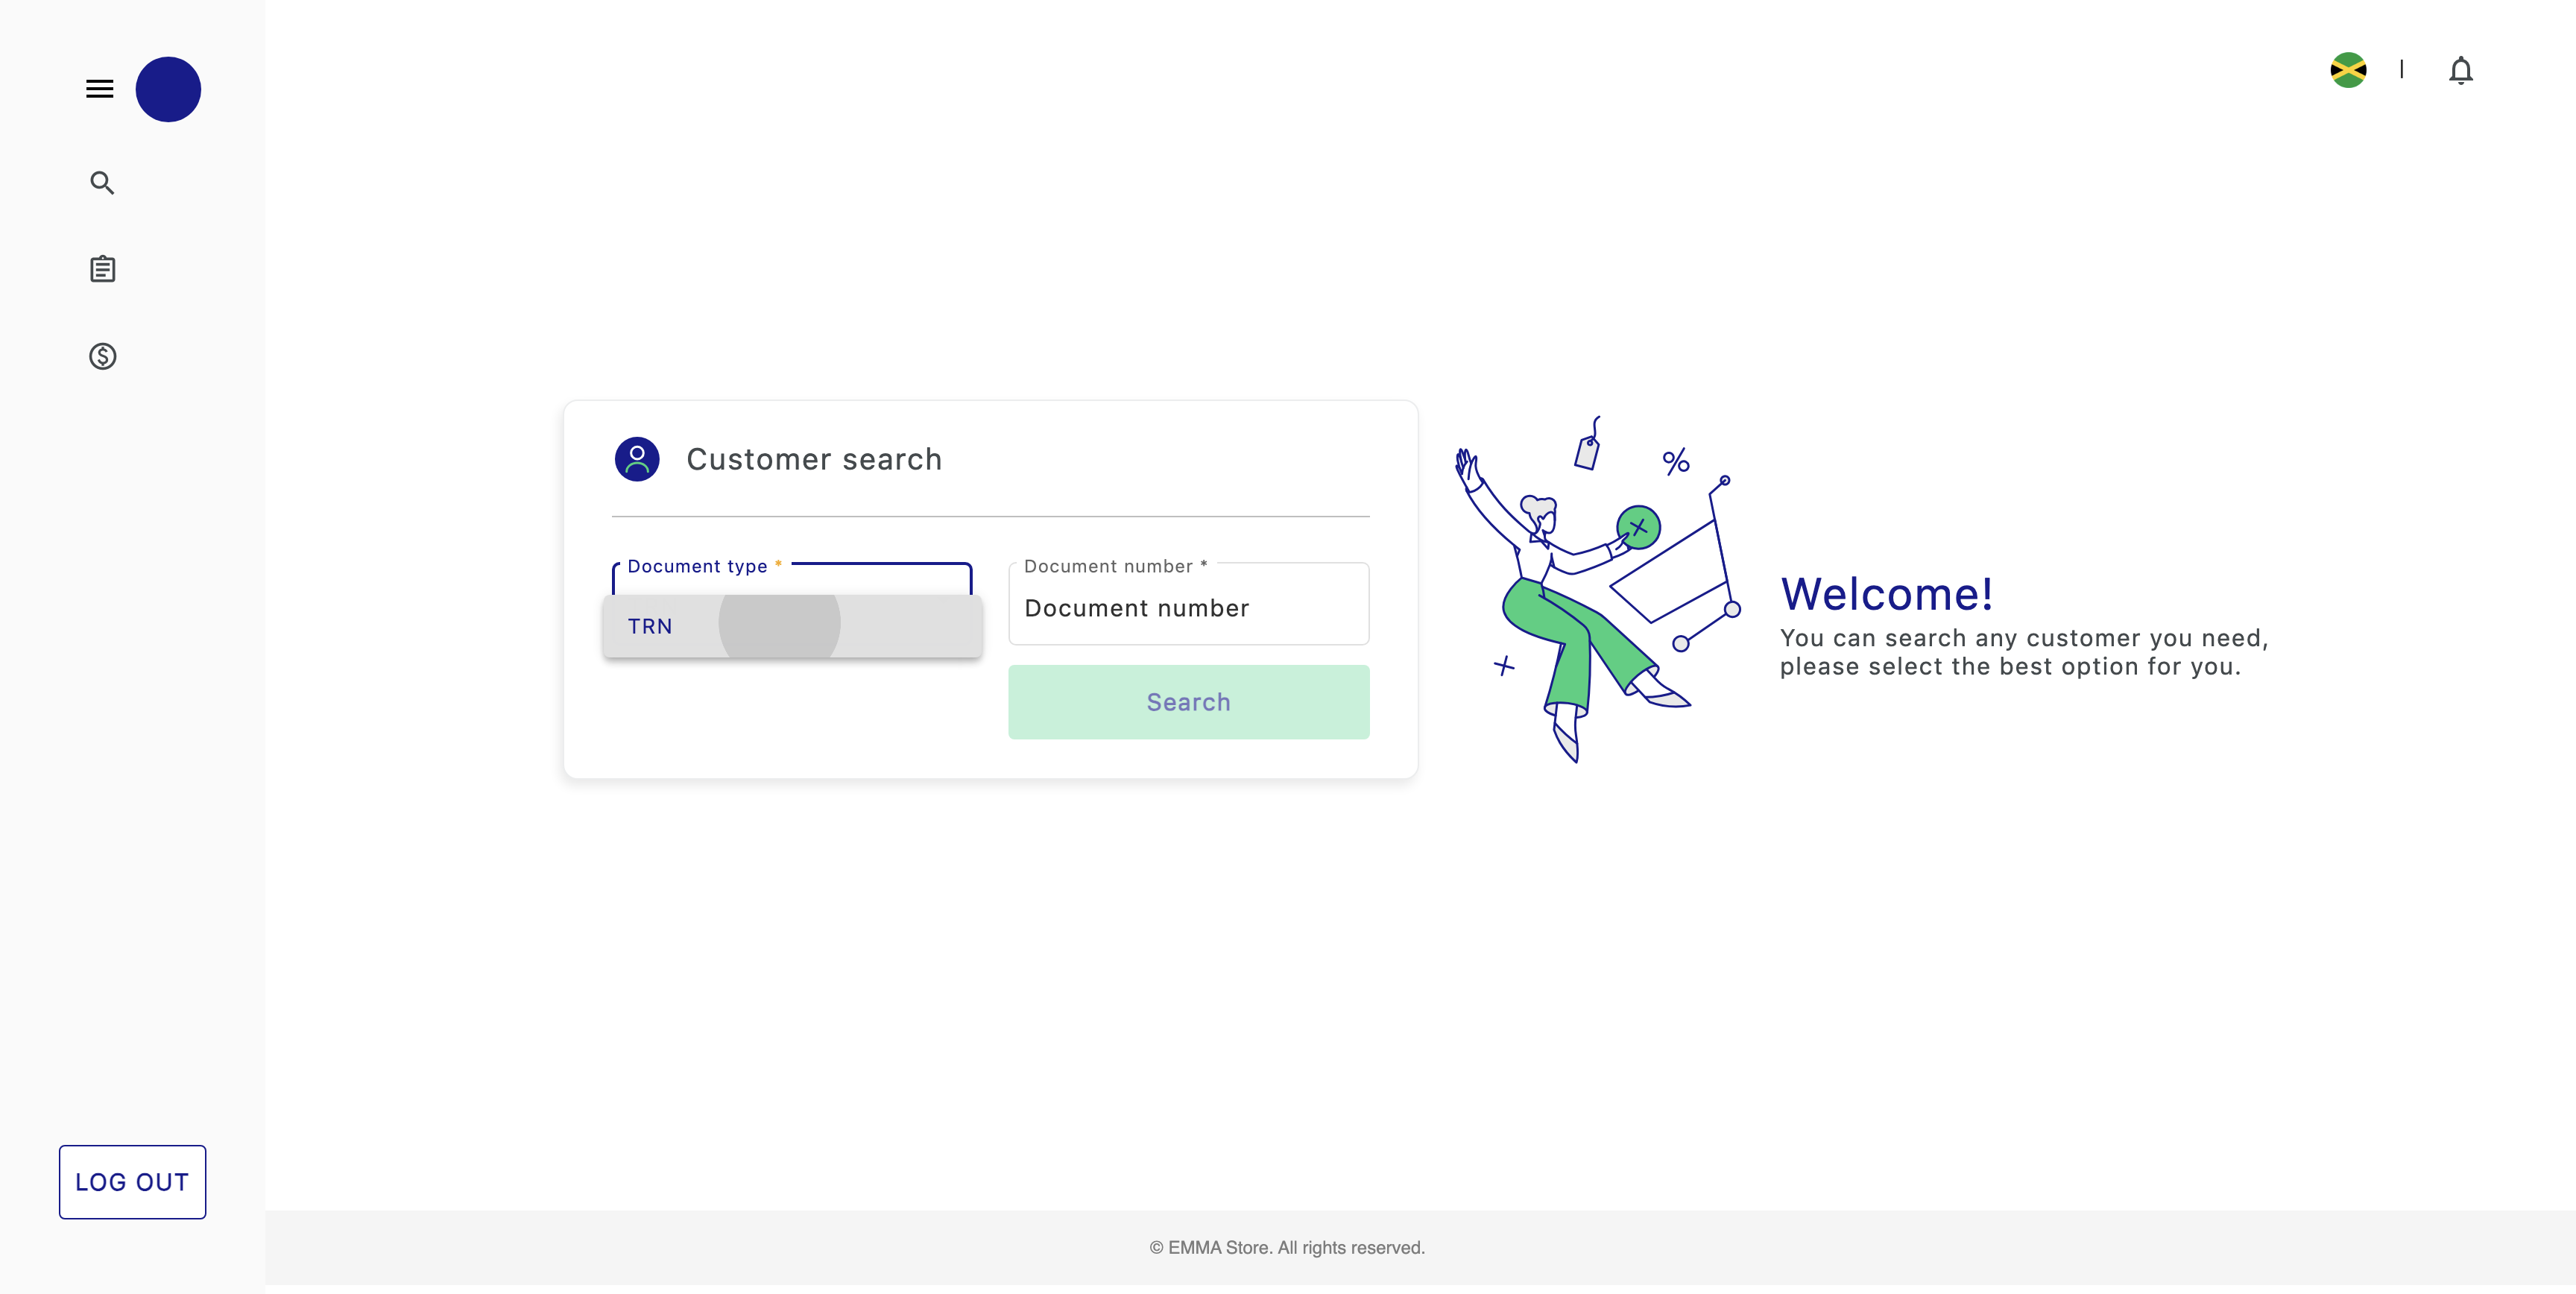 Customer search
Document type *
Document number *
TRN
Document number
Search
Welcome!
You can search any customer you need,
please select the best option for you.
LOG OUT
© EMMA Store. All rights reserved.